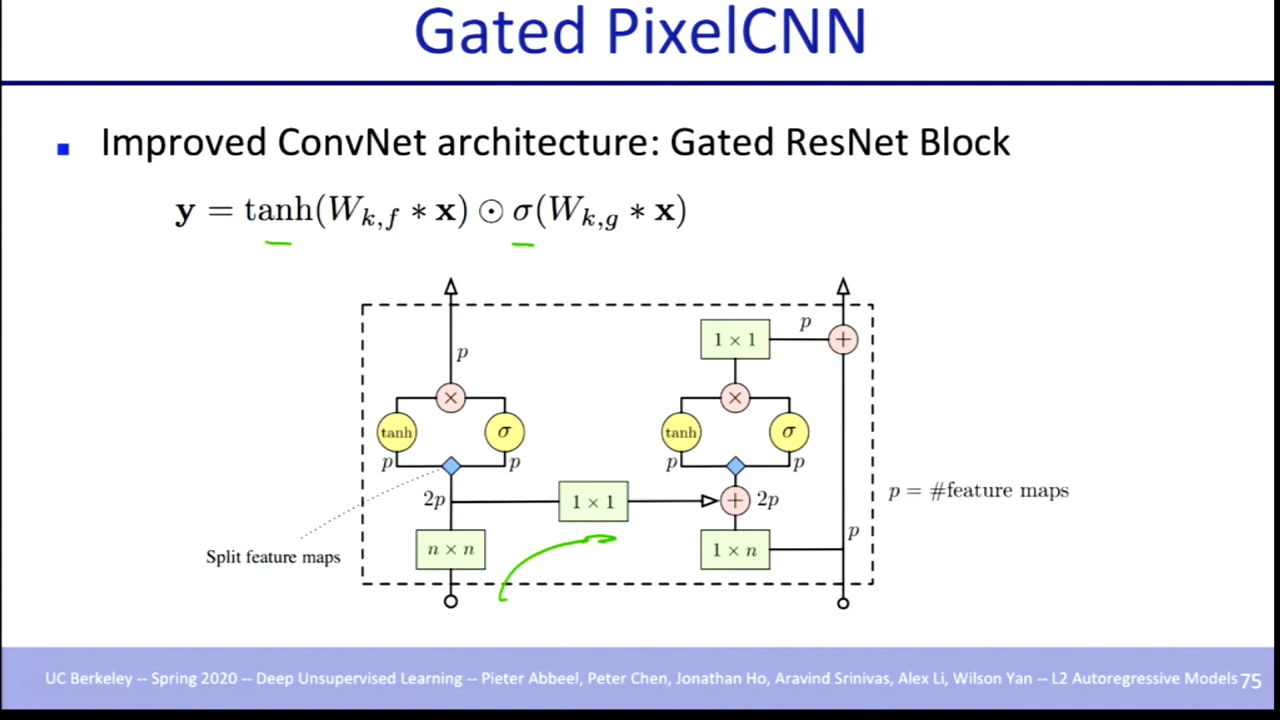 Gated PixelCNN
Improved ConvNet architecture: Gated ResNet Block
y = tanh(W_{k,f} ∗ x) ⊙ σ(W_{k,g} ∗ x)
1 × 1 p +
p
× ×
tanh σ tanh σ
p p p p
2p 1 × 1 + 2p p = #feature maps
p
Split feature maps n × n 1 × n
UC Berkeley -- Spring 2020 -- Deep Unsupervised Learning -- Pieter Abbeel, Peter Chen, Jonathan Ho, Aravind Srinivas, Alex Li, Wilson Yan -- L2 Autoregressive Models 75